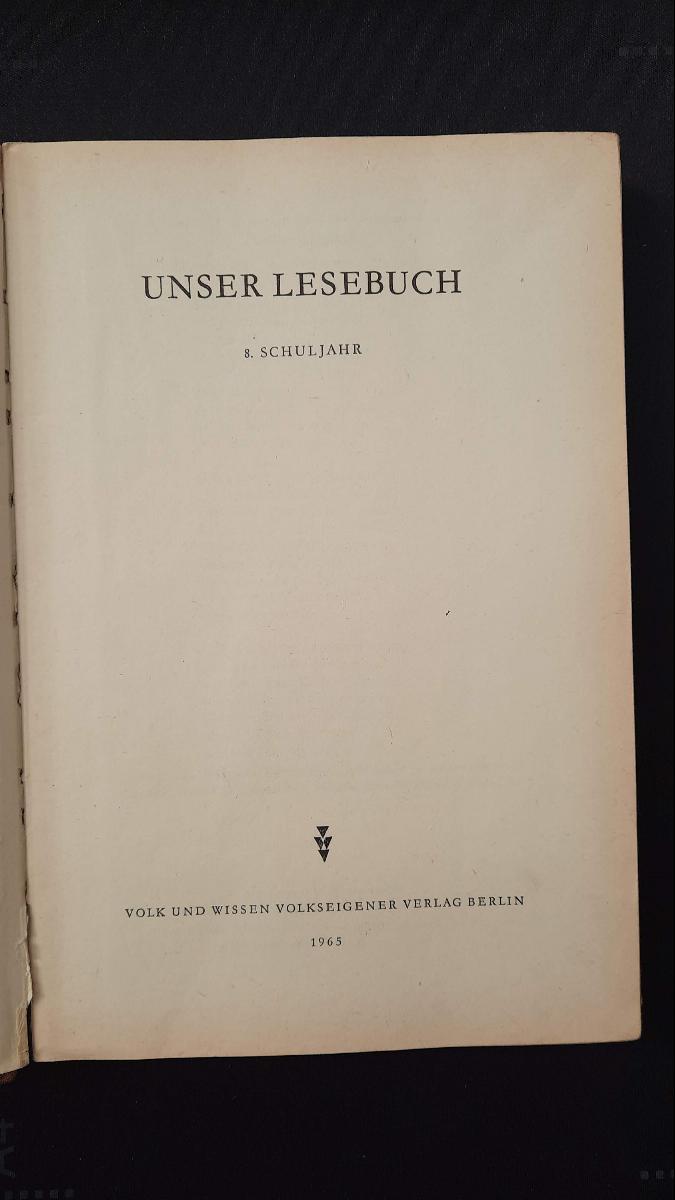 UNSER LESEBUCH
8. SCHULJAHR
VOLK UND WISSEN VOLKSEIGENER VERLAG BERLIN
1965